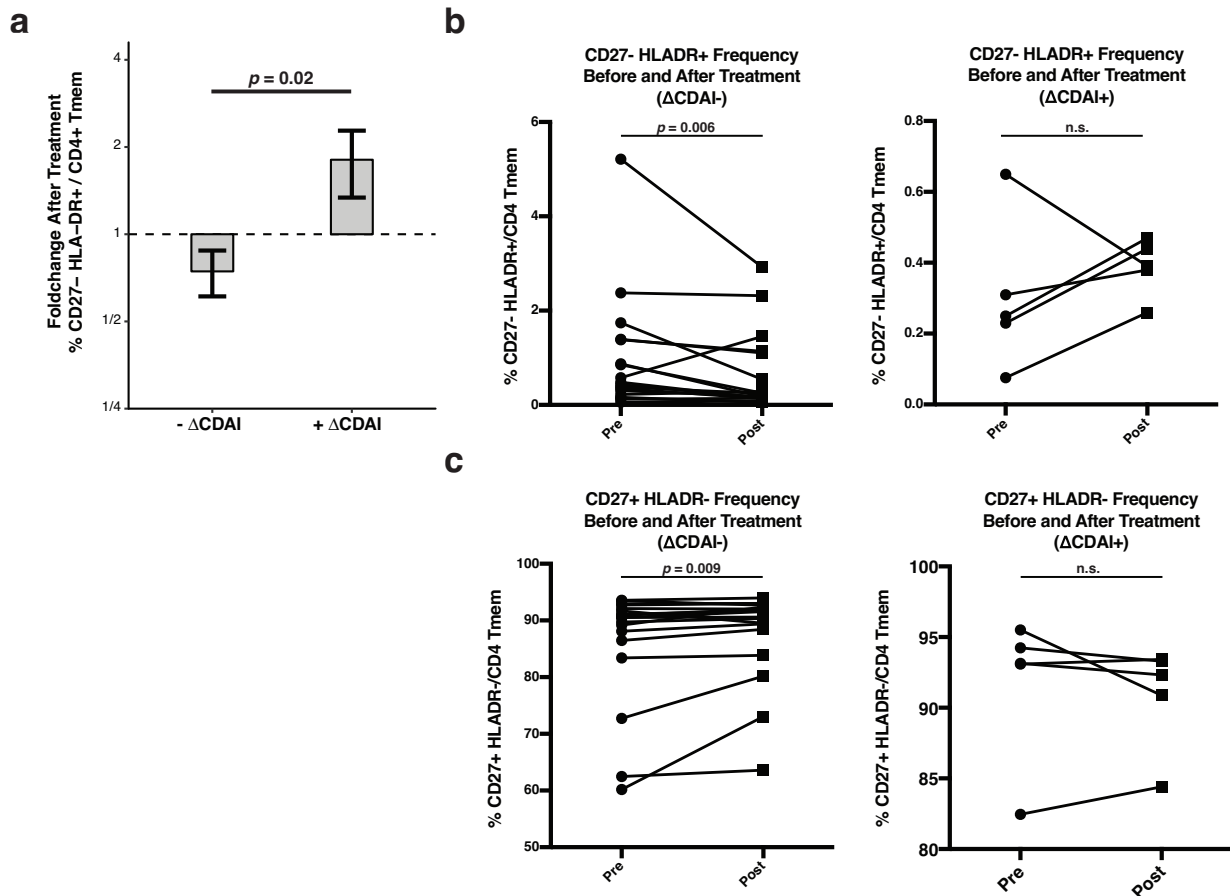 a
Foldchange After Treatment
% CD27– HLA–DR+ / CD4+ Tmem
4
2
1
1/2
1/4
p = 0.02
- ΔCDAI
+ ΔCDAI
b
CD27- HLADR+ Frequency
Before and After Treatment
(ΔCDAI-)
% CD27- HLADR+/CD4 Tmem
6
4
2
0
p = 0.006
Pre
Post
CD27- HLADR+ Frequency
Before and After Treatment
(ΔCDAI+)
% CD27- HLADR+/CD4 Tmem
0.8
0.6
0.4
0.2
0.0
n.s.
Pre
Post
c
CD27+ HLADR- Frequency
Before and After Treatment
(ΔCDAI-)
% CD27+ HLADR-/CD4 Tmem
100
90
80
70
60
50
p = 0.009
Pre
Post
CD27+ HLADR- Frequency
Before and After Treatment
(ΔCDAI+)
% CD27+ HLADR-/CD4 Tmem
100
95
90
85
80
n.s.
Pre
Post